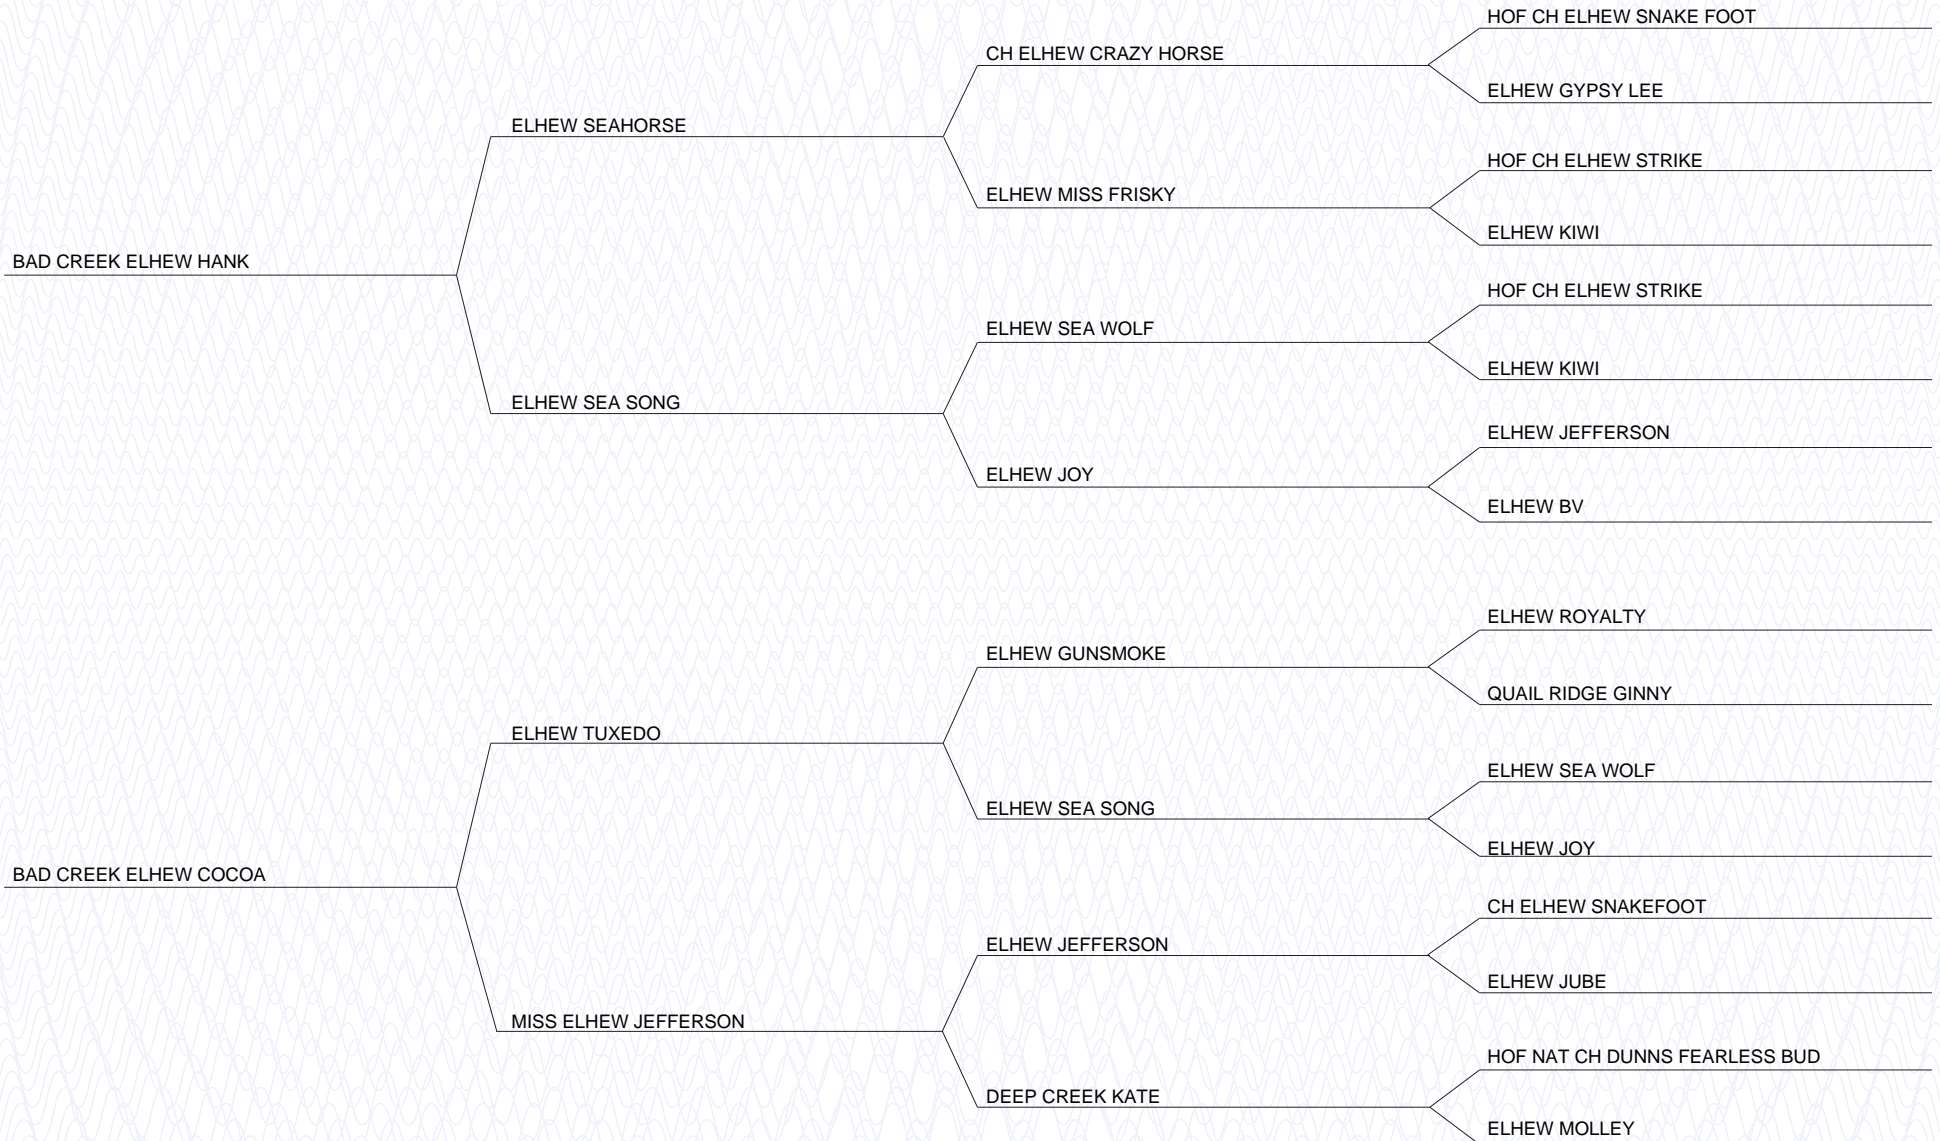 HOF CH ELHEW SNAKE FOOT
CH ELHEW CRAZY HORSE
ELHEW GYPSY LEE
ELHEW SEAHORSE
HOF CH ELHEW STRIKE
ELHEW MISS FRISKY
ELHEW KIWI
BAD CREEK ELHEW HANK
HOF CH ELHEW STRIKE
ELHEW SEA WOLF
ELHEW KIWI
ELHEW SEA SONG
ELHEW JEFFERSON
ELHEW JOY
ELHEW BV
ELHEW ROYALTY
ELHEW GUNSMOKE
QUAIL RIDGE GINNY
ELHEW TUXEDO
ELHEW SEA WOLF
ELHEW SEA SONG
ELHEW JOY
BAD CREEK ELHEW COCOA
CH ELHEW SNAKEFOOT
ELHEW JEFFERSON
ELHEW JUBE
MISS ELHEW JEFFERSON
HOF NAT CH DUNNS FEARLESS BUD
DEEP CREEK KATE
ELHEW MOLLEY